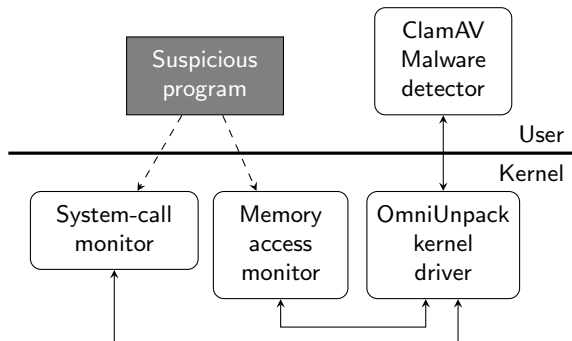 Suspicious
program
ClamAV
Malware
detector
User
Kernel
System-call
monitor
Memory
access
monitor
OmniUnpack
kernel
driver